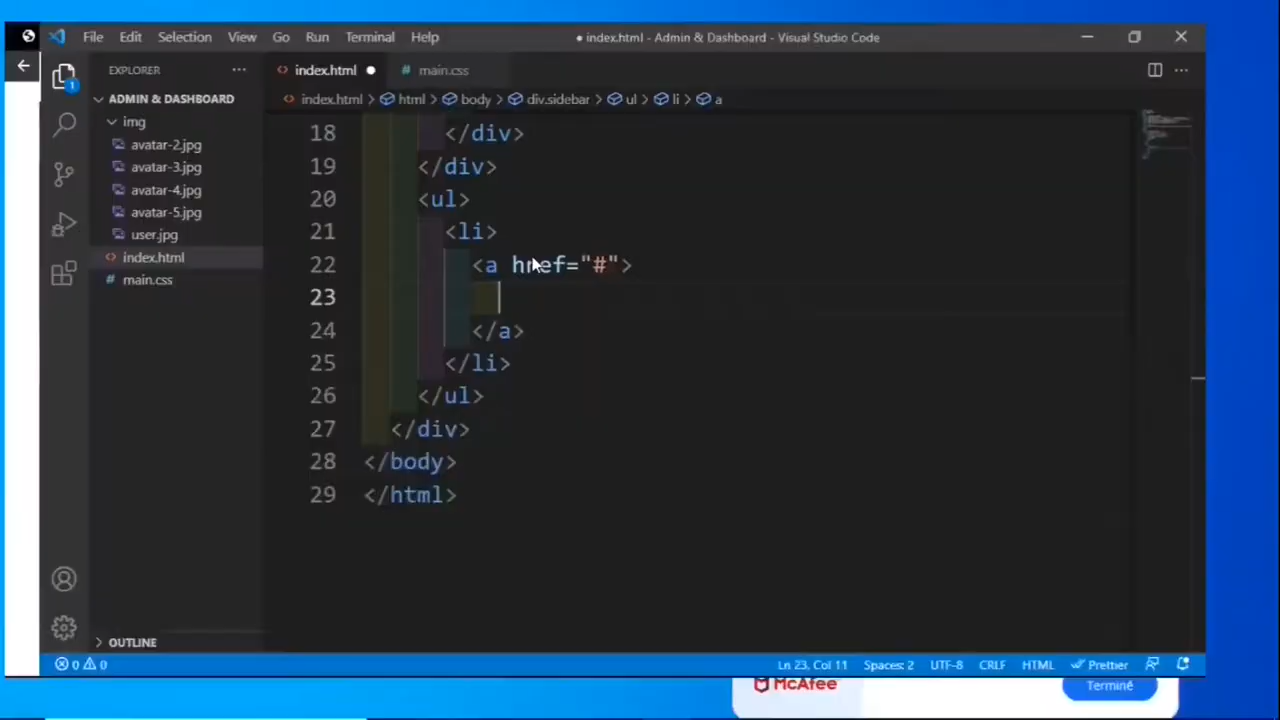 File Edit Selection View Go Run Terminal Help
● index.html - Admin & Dashboard - Visual Studio Code
EXPLORER
index.html ●
main.css
ADMIN & DASHBOARD
index.html > html > body > div.sidebar > ul > li > a
img
avatar-2.jpg
avatar-3.jpg
avatar-4.jpg
avatar-5.jpg
user.jpg
index.html
main.css
18 </div>
19 </div>
20 <ul>
21 <li>
22 <a href="#">
23
24 </a>
25 </li>
26 </ul>
27 </div>
28 </body>
29 </html>
1
OUTLINE
0 0
Ln 23, Col 11 Spaces: 2 UTF-8 CRLF HTML Prettier
McAfee
Terminé